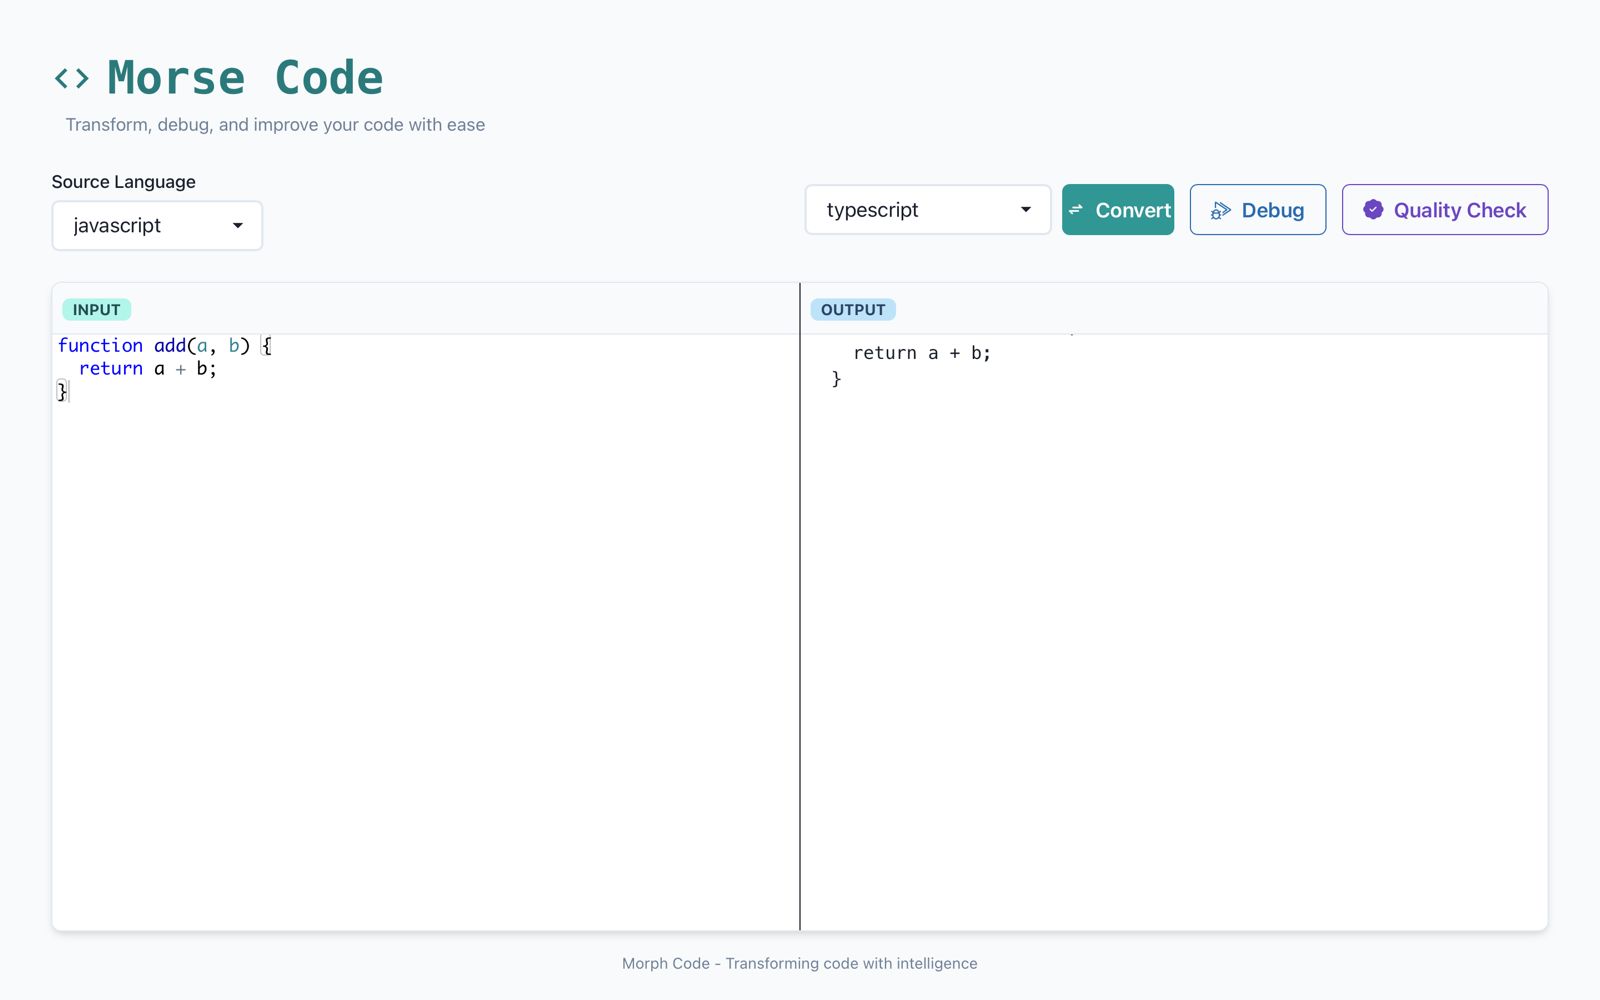 <> Morse Code
Transform, debug, and improve your code with ease
Source Language
javascript
typescript
Convert
Debug
Quality Check
INPUT
function add(a, b) {
  return a + b;
}
OUTPUT
  return a + b;
}
Morph Code - Transforming code with intelligence